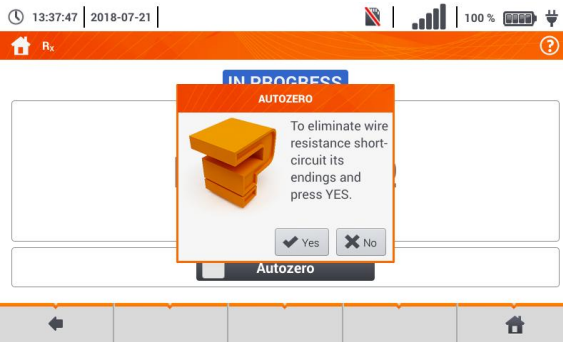 13:37:47 2018-07-21 100 %
Rx
IN PROGRESS
AUTOZERO
To eliminate wire
resistance short-
circuit its
endings and
press YES.
Yes No
Autozero